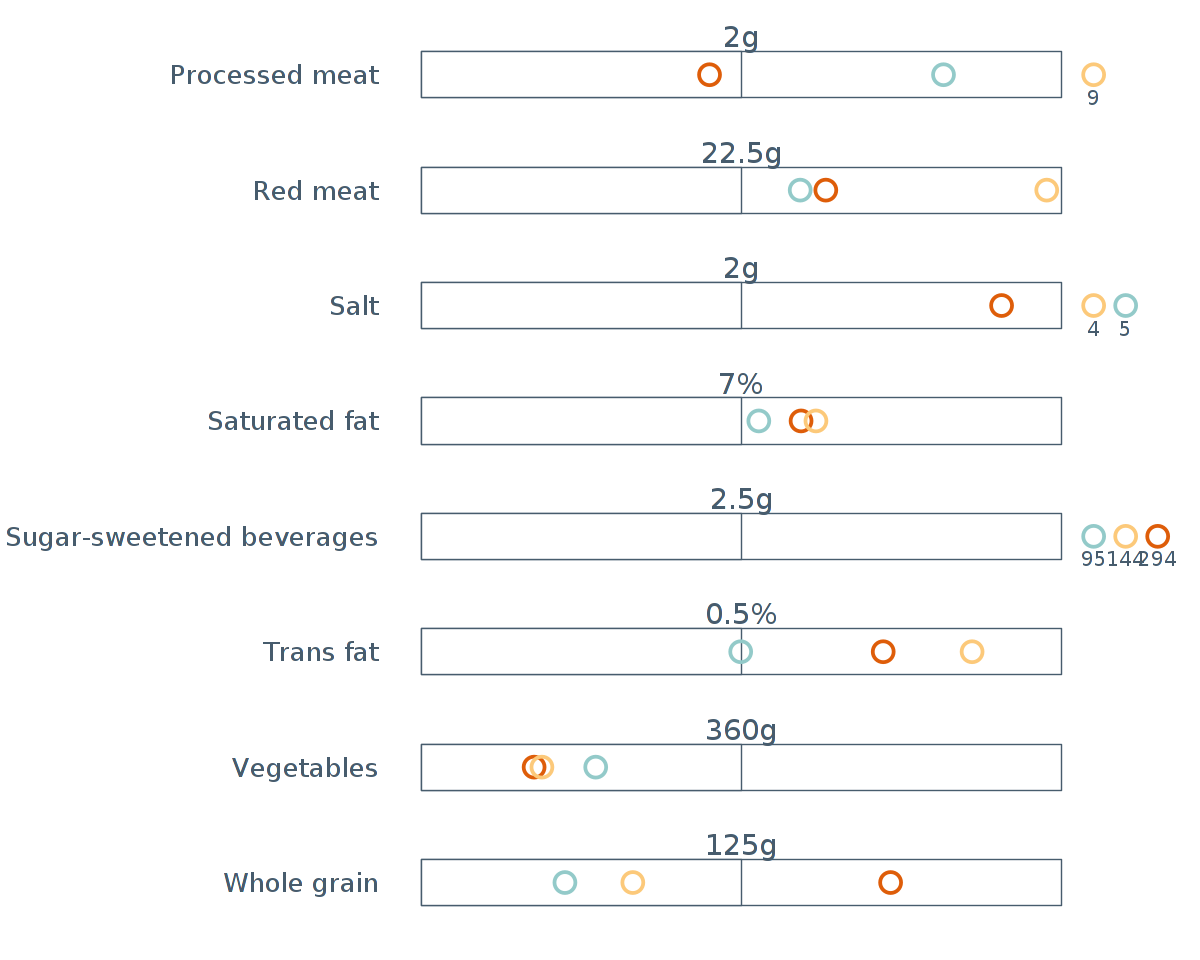 2g
Processed meat
9
22.5g
Red meat
2g
Salt
4 5
7%
Saturated fat
2.5g
Sugar-sweetened beverages
95 144 294
0.5%
Trans fat
360g
Vegetables
125g
Whole grain